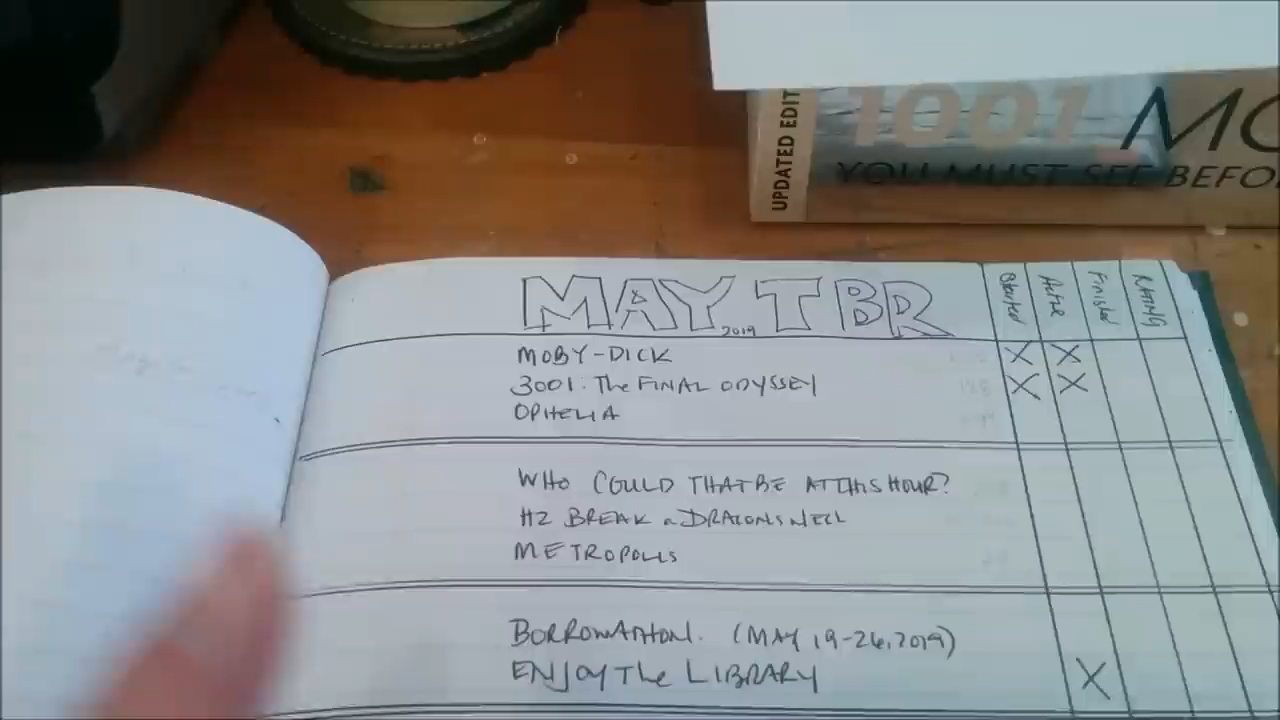 1001 MO
YOU MUST SEE BEFO
UPDATED EDIT
MAY TBR
2019
Started
Active
Finished
RATING
MOBY-DICK
3001: The FINAL ODYSSEY
OPHELIA
WHO COULD THAT BE AT THIS HOUR?
H2 BREAK a DRAGONS NECK
METROPOLIS
BORROWATHON. (MAY 19-26, 2019)
ENJOY The LIBRARY